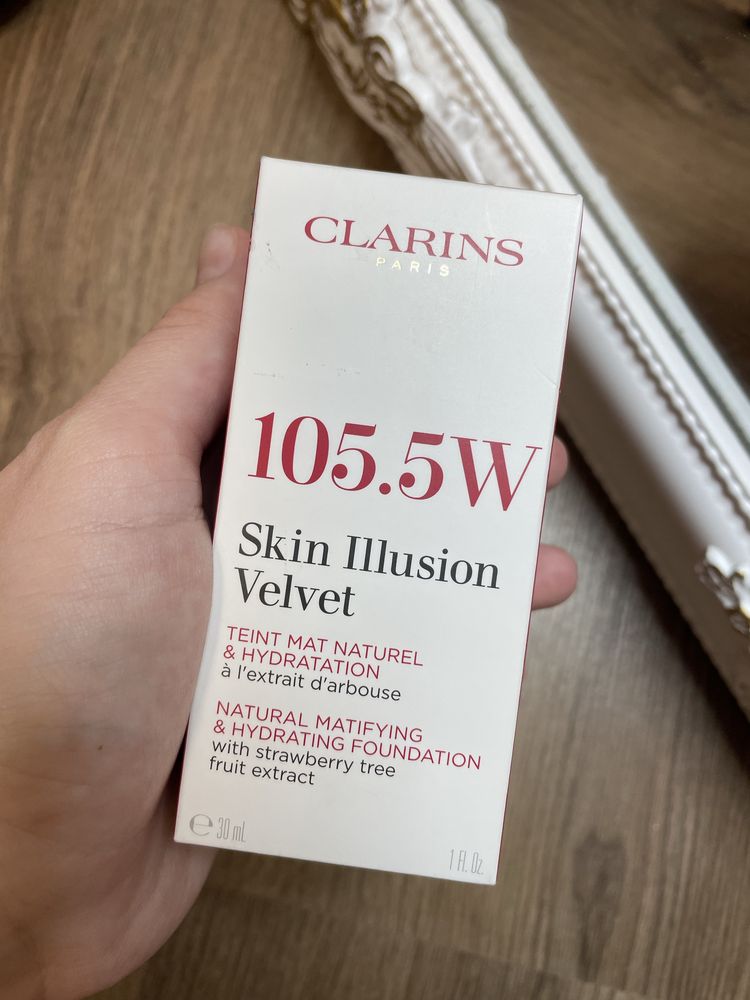 CLARINS
PARIS
105.5W
Skin Illusion
Velvet
TEINT MAT NATUREL
& HYDRATATION
à l'extrait d'arbouse
NATURAL MATIFYING
& HYDRATING FOUNDATION
with strawberry tree
fruit extract
℮ 30 mL
1 Fl. Oz.